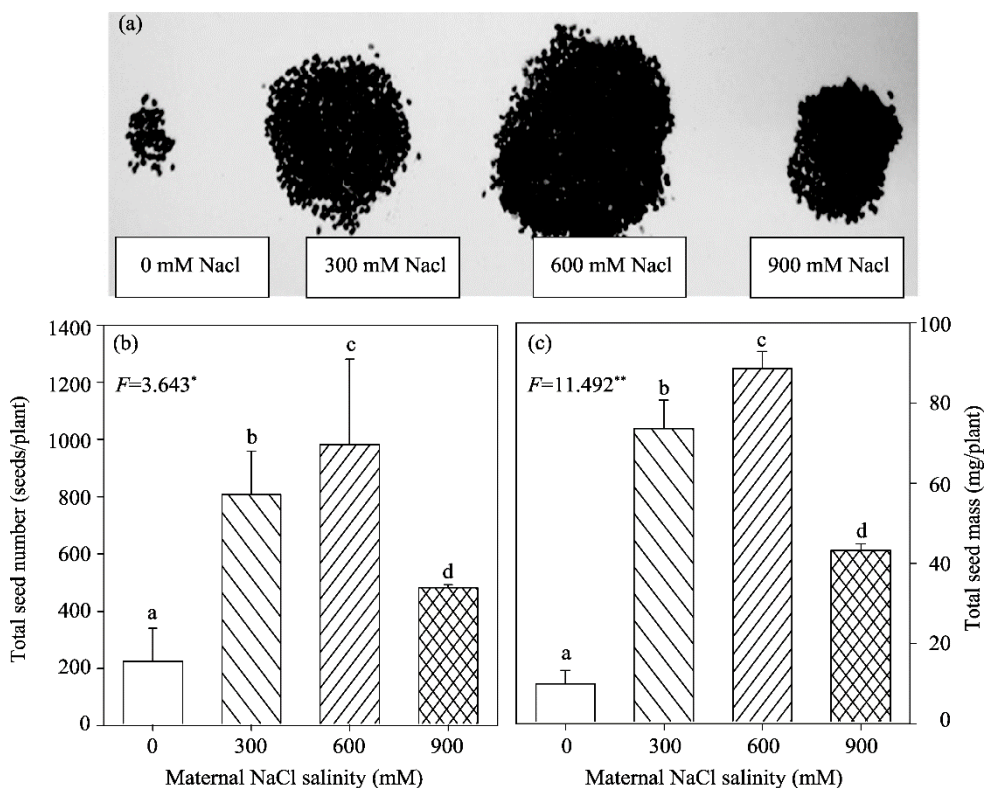 (a)
0 mM Nacl
300 mM Nacl
600 mM Nacl
900 mM Nacl
(b)
F=3.643*
Total seed number (seeds/plant)
1400
1200
1000
800
600
400
200
0
a
b
c
d
0
300
600
900
Maternal NaCl salinity (mM)
(c)
F=11.492**
a
b
c
d
100
80
60
40
20
0
Total seed mass (mg/plant)
0
300
600
900
Maternal NaCl salinity (mM)